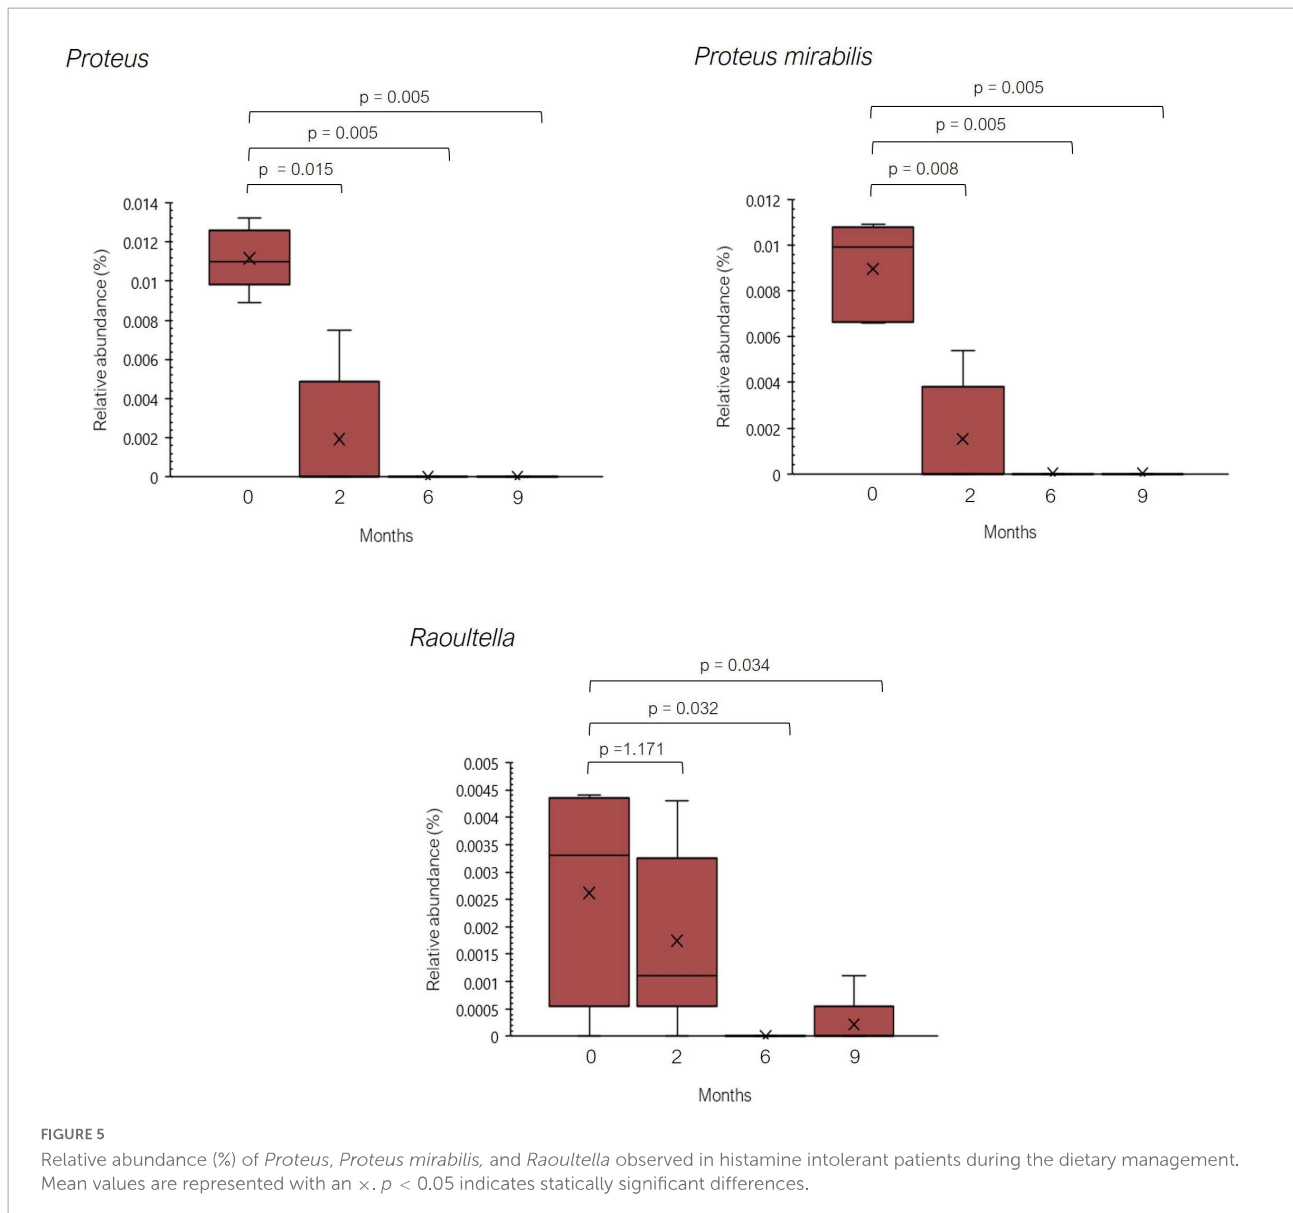 Proteus
p = 0.005
p = 0.005
p = 0.015
0.014
0.012
0.01
0.008
0.006
0.004
0.002
0
Relative abundance (%)
0 2 6 9
Months
Proteus mirabilis
p = 0.005
p = 0.005
p = 0.008
0.012
0.01
0.008
0.006
0.004
0.002
0
Relative abundance (%)
0 2 6 9
Months
Raoultella
p = 0.034
p = 0.032
p =1.171
0.005
0.0045
0.004
0.0035
0.003
0.0025
0.002
0.0015
0.001
0.0005
0
Relative abundance (%)
0 2 6 9
Months
FIGURE 5
Relative abundance (%) of Proteus, Proteus mirabilis, and Raoultella observed in histamine intolerant patients during the dietary management.
Mean values are represented with an ×. p < 0.05 indicates statically significant differences.